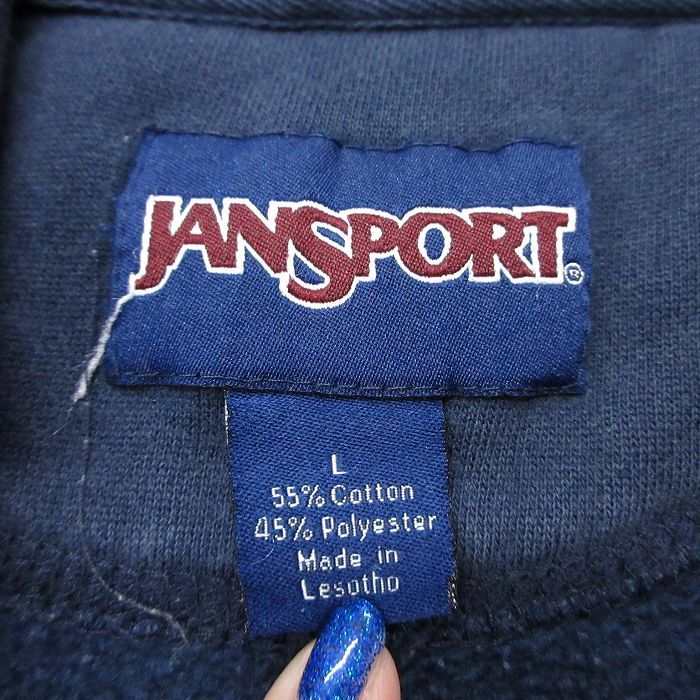 JANSPORT®
L
55% Cotton
45% Polyester
Made in
Lesotho